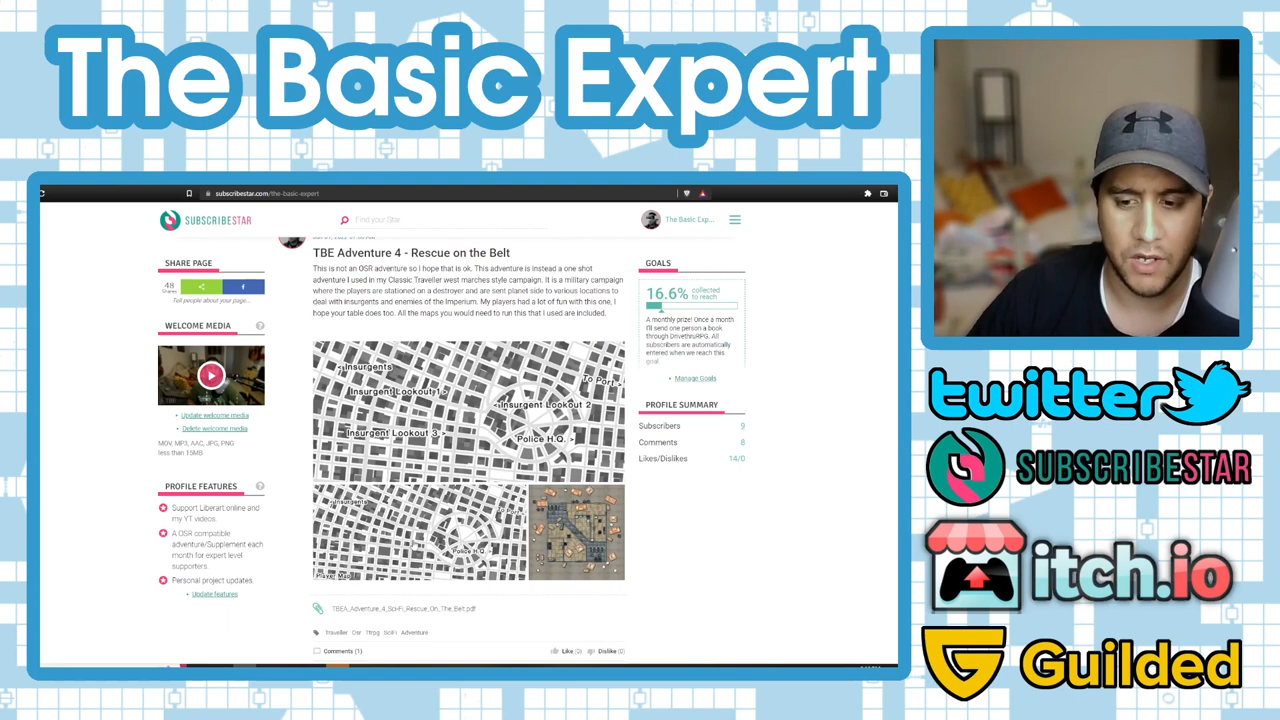 The Basic Expert
subscribestar.com/the-basic-expert
SUBSCRIBESTAR
Find your Star
The Basic Exp...
SHARE PAGE
48
Shares
Tell people about your page...
WELCOME MEDIA
Update welcome media
Delete welcome media
MOV, MP3, AAC, JPG, PNG
less than 15MB
PROFILE FEATURES
Support Liberart online and
my YT videos.
A OSR compatible
adventure/Supplement each
month for expert level
supporters.
Personal project updates.
Update features
TBE Adventure 4 - Rescue on the Belt
This is not an OSR adventure so I hope that is ok. This adventure is instead a one shot
adventure I used in my Classic Traveller west marches style campaign. It is a military campaign
where the players are stationed on a destroyer and are sent planet side to various locations to
deal with insurgents and enemies of the Imperium. My players had a lot of fun with this one, I
hope your table does too. All the maps you would need to run this that I used are included.
<Insurgents
To Port
Insurgent Lookout 1>
<Insurgent Lookout 2
Insurgent Lookout 3>
Police H.Q. >
<Insurgents
To Port
Police H.Q. >
Player Map
TBEA_Adventure_4_Sci-Fi_Rescue_On_The_Belt.pdf
Traveller Osr Ttrpg SciFi Adventure
Comments (1)
Like (0) Dislike (0)
GOALS
16.6% collected
to reach
A monthly prize! Once a month
I'll send one person a book
through DrivethruRPG. All
subscribers are automatically
entered when we reach this
goal.
Manage Goals
PROFILE SUMMARY
Subscribers 9
Comments 8
Likes/Dislikes 14/0
twitter
SUBSCRIBESTAR
itch.io
Guilded